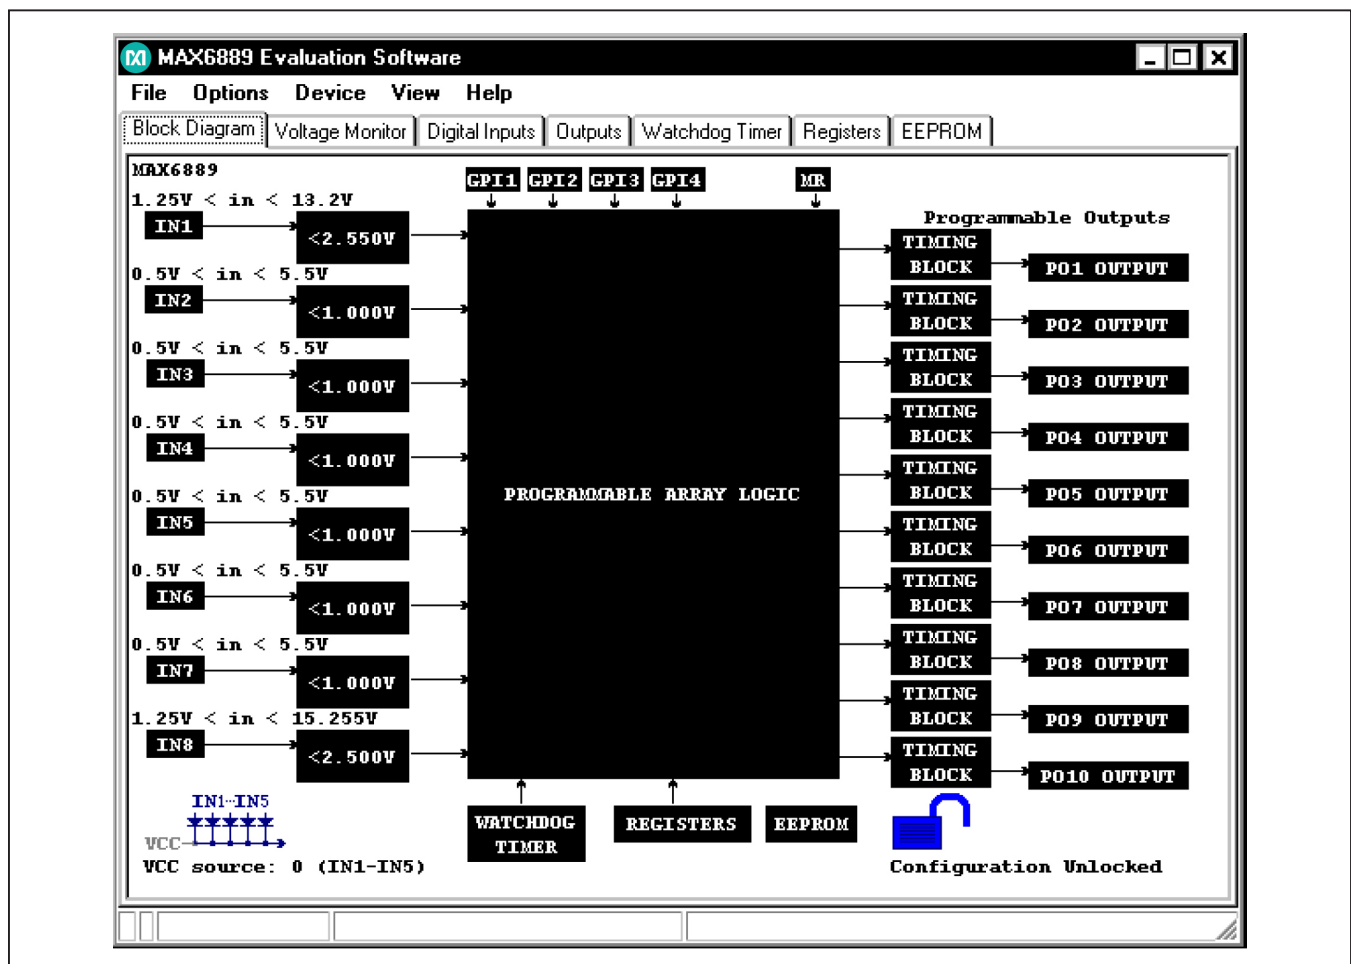 MAX6889 Evaluation Software
File Options Device View Help
Block Diagram Voltage Monitor Digital Inputs Outputs Watchdog Timer Registers EEPROM
MAX6889
GPI1 GPI2 GPI3 GPI4 MR
1.25V < in < 13.2V
IN1
<2.550V
0.5V < in < 5.5V
IN2
<1.000V
0.5V < in < 5.5V
IN3
<1.000V
0.5V < in < 5.5V
IN4
<1.000V
0.5V < in < 5.5V
IN5
<1.000V
0.5V < in < 5.5V
IN6
<1.000V
0.5V < in < 5.5V
IN7
<1.000V
1.25V < in < 15.255V
IN8
<2.500V
PROGRAMMABLE ARRAY LOGIC
Programmable Outputs
TIMING
BLOCK
PO1 OUTPUT
TIMING
BLOCK
PO2 OUTPUT
TIMING
BLOCK
PO3 OUTPUT
TIMING
BLOCK
PO4 OUTPUT
TIMING
BLOCK
PO5 OUTPUT
TIMING
BLOCK
PO6 OUTPUT
TIMING
BLOCK
PO7 OUTPUT
TIMING
BLOCK
PO8 OUTPUT
TIMING
BLOCK
PO9 OUTPUT
TIMING
BLOCK
PO10 OUTPUT
IN1-IN5
VCC
VCC source: 0 (IN1-IN5)
WATCHDOG
TIMER
REGISTERS
EEPROM
Configuration Unlocked